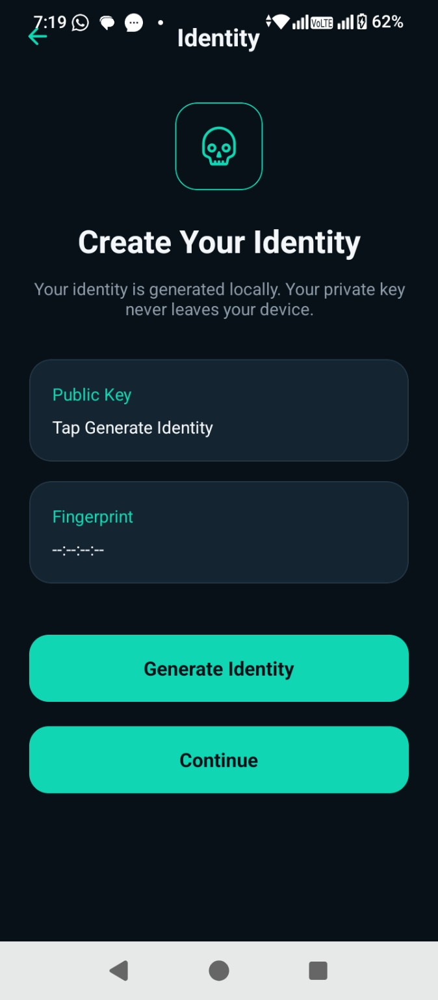 7:19 VoLTE 62%
Identity
Create Your Identity
Your identity is generated locally. Your private key
never leaves your device.
Public Key
Tap Generate Identity
Fingerprint
--:--:--:--
Generate Identity
Continue